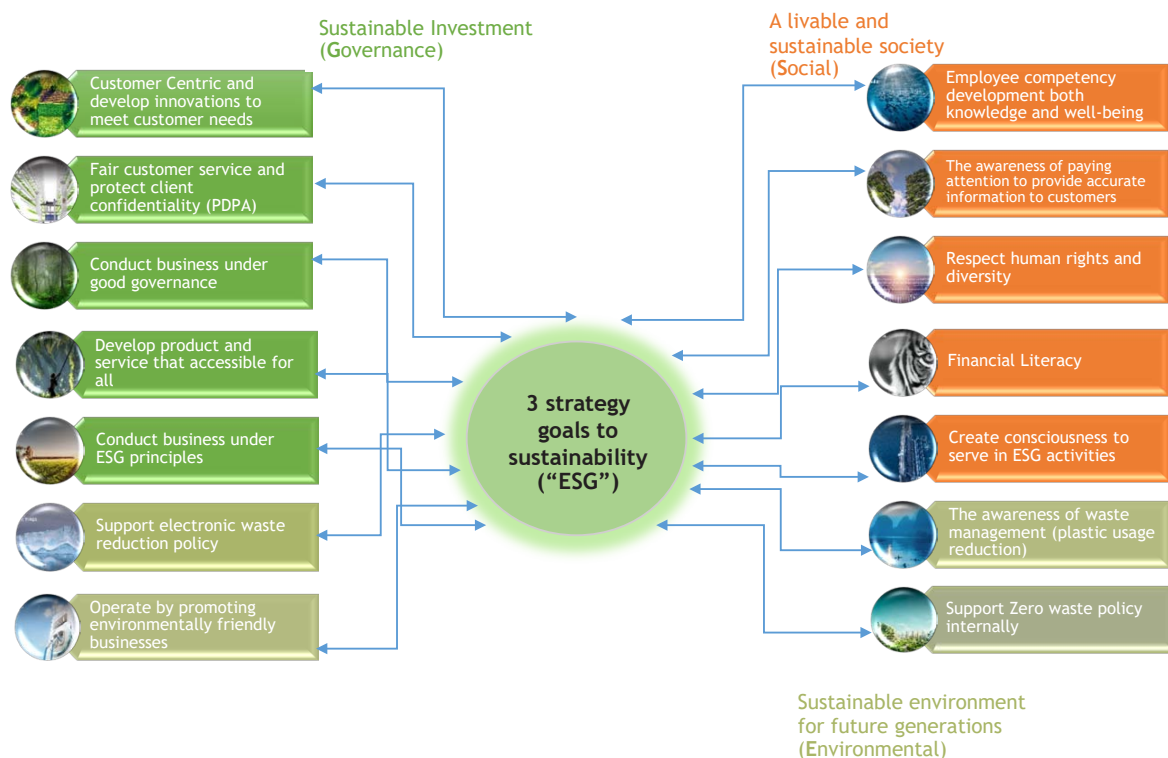 Sustainable Investment
(Governance)
Customer Centric and
develop innovations to
meet customer needs
Fair customer service and
protect client
confidentiality (PDPA)
Conduct business under
good governance
Develop product and
service that accessible for
all
Conduct business under
ESG principles
Support electronic waste
reduction policy
Operate by promoting
environmentally friendly
businesses
3 strategy
goals to
sustainability
(“ESG”)
A livable and
sustainable society
(Social)
Employee competency
development both
knowledge and well-being
The awareness of paying
attention to provide accurate
information to customers
Respect human rights and
diversity
Financial Literacy
Create consciousness to
serve in ESG activities
The awareness of waste
management (plastic usage
reduction)
Support Zero waste policy
internally
Sustainable environment
for future generations
(Environmental)